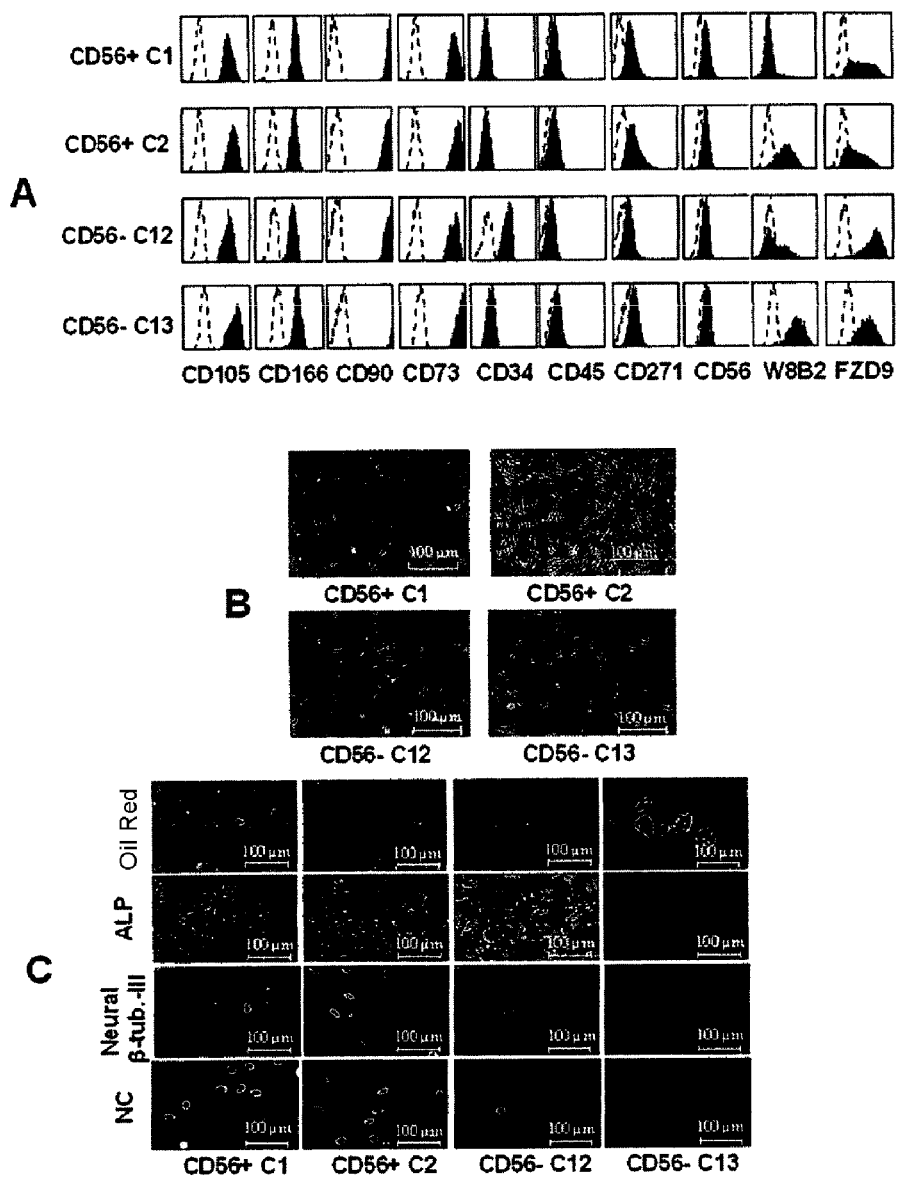 CD56+ C1
CD56+ C2
A
CD56- C12
CD56- C13
CD105 CD166 CD90 CD73 CD34 CD45 CD271 CD56 W8B2 FZD9
100 µm 100 µm
CD56+ C1 CD56+ C2
B
100 µm 100 µm
CD56- C12 CD56- C13
Oil Red 100 µm 100 µm 100 µm 100 µm
ALP 100 µm 100 µm 100 µm 100 µm
C
Neural
β-tub.-III 100 µm 100 µm 100 µm 100 µm
NC 100 µm 100 µm 100 µm 100 µm
CD56+ C1 CD56+ C2 CD56- C12 CD56- C13